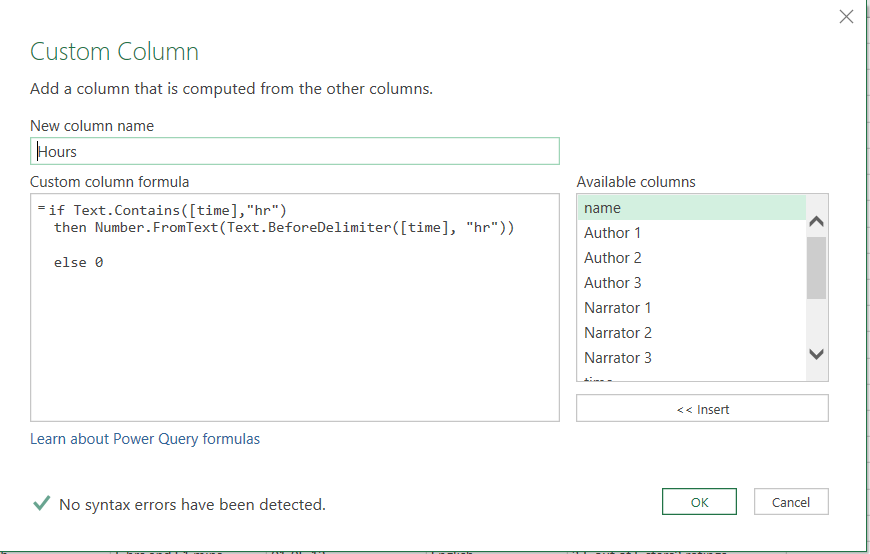 Custom Column
Add a column that is computed from the other columns.
New column name
Hours
Custom column formula
Available columns
=if Text.Contains([time],"hr")
then Number.FromText(Text.BeforeDelimiter([time], "hr"))
else 0
name
Author 1
Author 2
Author 3
Narrator 1
Narrator 2
Narrator 3
time
<< Insert
Learn about Power Query formulas
No syntax errors have been detected.
OK
Cancel